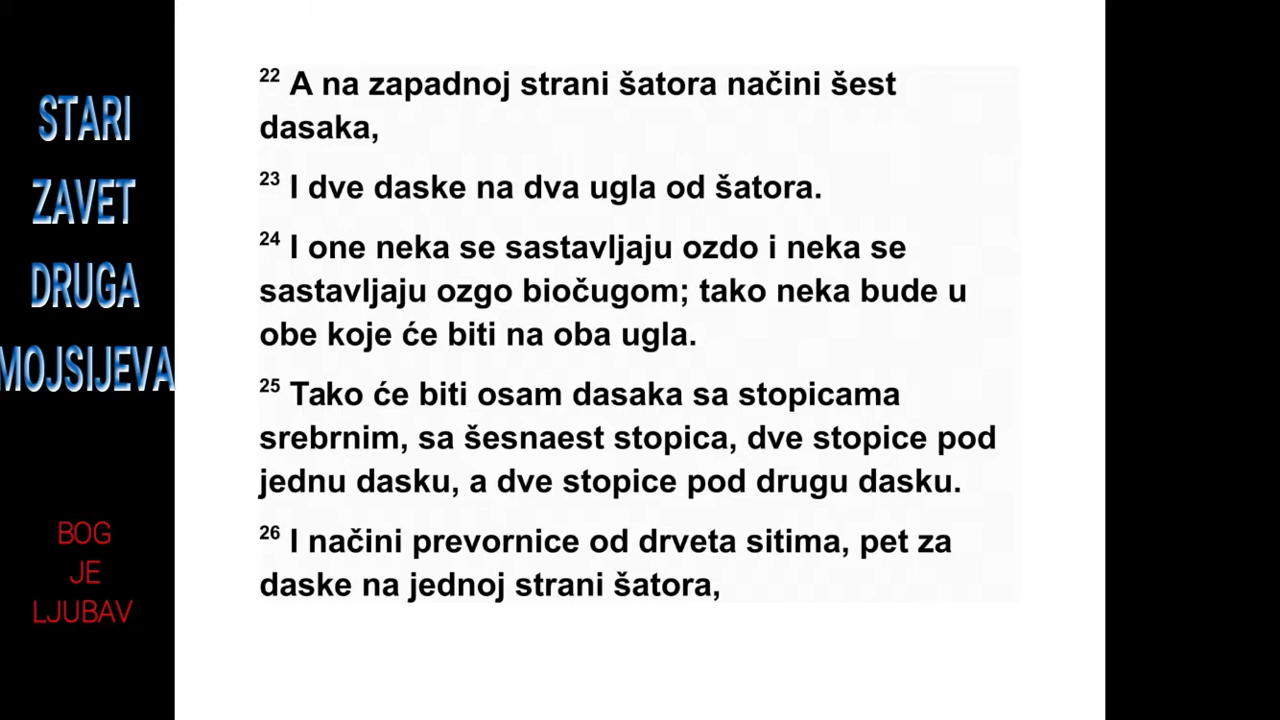 STARI
ZAVET
DRUGA
MOJSIJEVA
BOG
JE
LJUBAV
22 A na zapadnoj strani šatora načini šest
dasaka,
23 I dve daske na dva ugla od šatora.
24 I one neka se sastavljaju ozdo i neka se
sastavljaju ozgo biočugom; tako neka bude u
obe koje će biti na oba ugla.
25 Tako će biti osam dasaka sa stopicama
srebrnim, sa šesnaest stopica, dve stopice pod
jednu dasku, a dve stopice pod drugu dasku.
26 I načini prevornice od drveta sitima, pet za
daske na jednoj strani šatora,